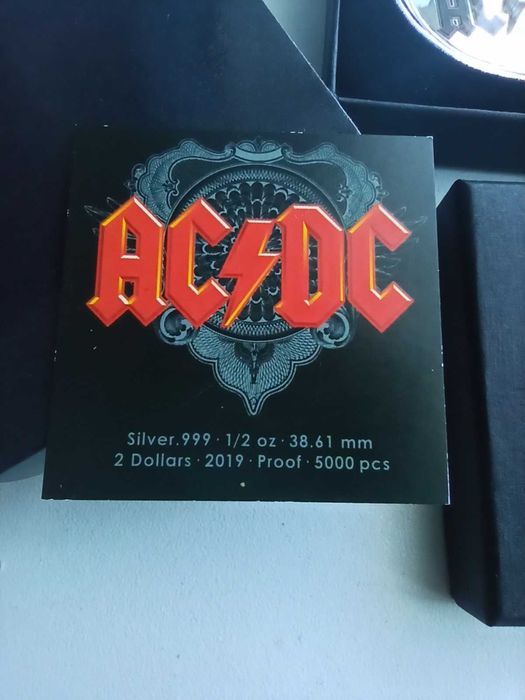 AC⚡DC
Silver.999 · 1/2 oz · 38.61 mm
2 Dollars · 2019 · Proof · 5000 pcs